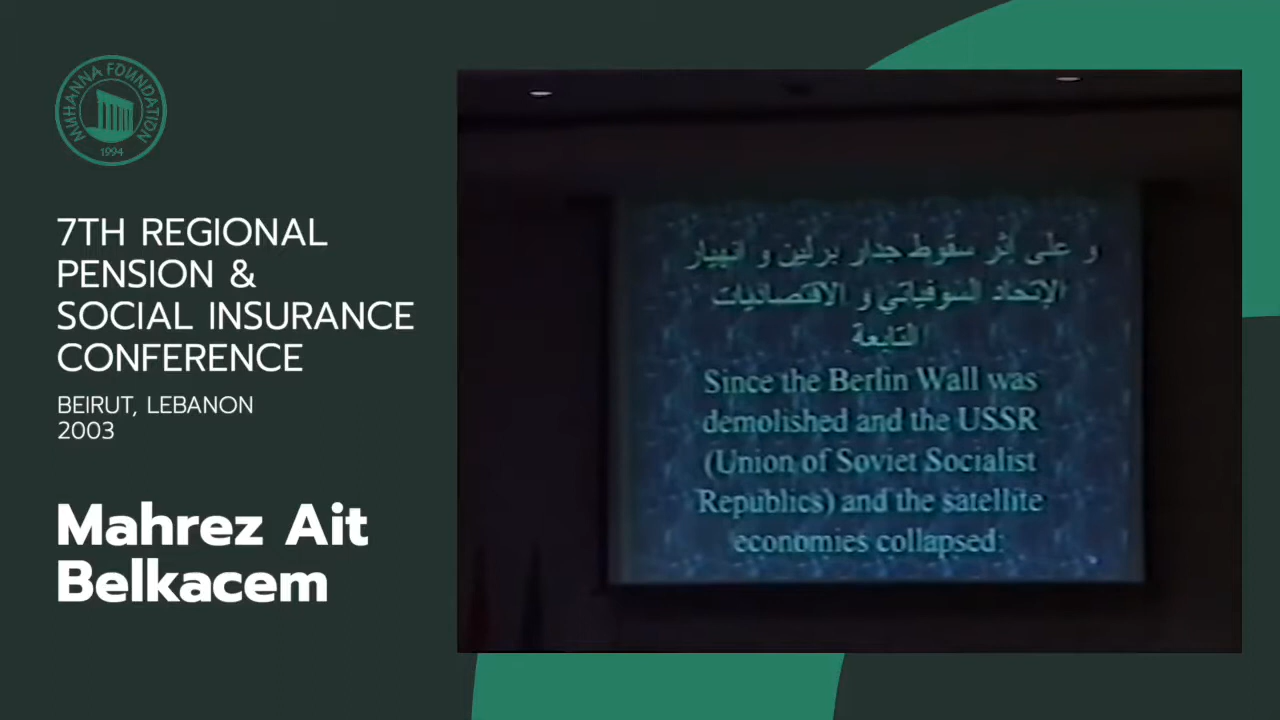 MUHANNA FOUNDATION
1994
7TH REGIONAL
PENSION &
SOCIAL INSURANCE
CONFERENCE
BEIRUT, LEBANON
2003
Mahrez Ait
Belkacem
و على إثر سقوط جدار برلين و انهيار
الإتحاد السوفياتي و الاقتصاديات
التابعة
Since the Berlin Wall was
demolished and the USSR
(Union of Soviet Socialist
Republics) and the satellite
economies collapsed: